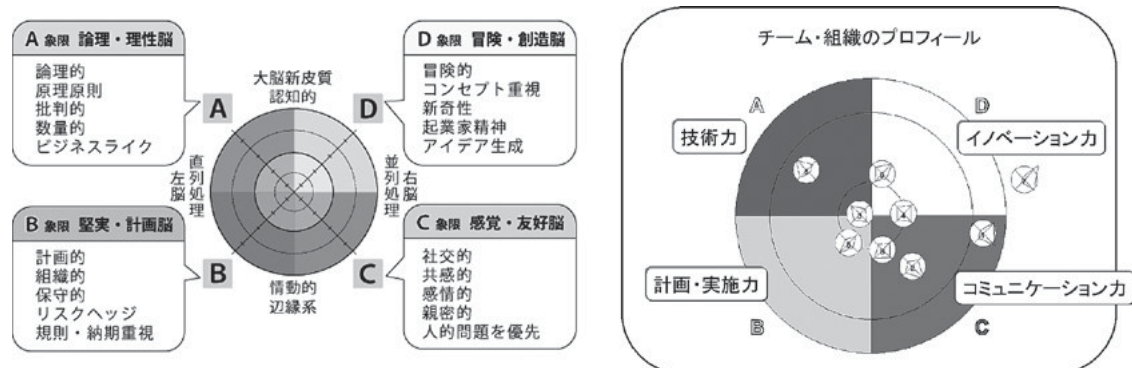 A 象限 論理・理性脳
論理的
原理原則
批判的
数量的
ビジネスライク
D 象限 冒険・創造脳
冒険的
コンセプト重視
新奇性
起業家精神
アイデア生成
大脳新皮質
認知的
A
D
左脳
直列処理
並列処理
右脳
B
C
情動的
辺縁系
B 象限 堅実・計画脳
計画的
組織的
保守的
リスクヘッジ
規則・納期重視
C 象限 感覚・友好脳
社交的
共感的
感情的
親密的
人的問題を優先
チーム・組織のプロフィール
A
D
技術力
イノベーション力
計画・実施力
コミュニケーション力
B
C